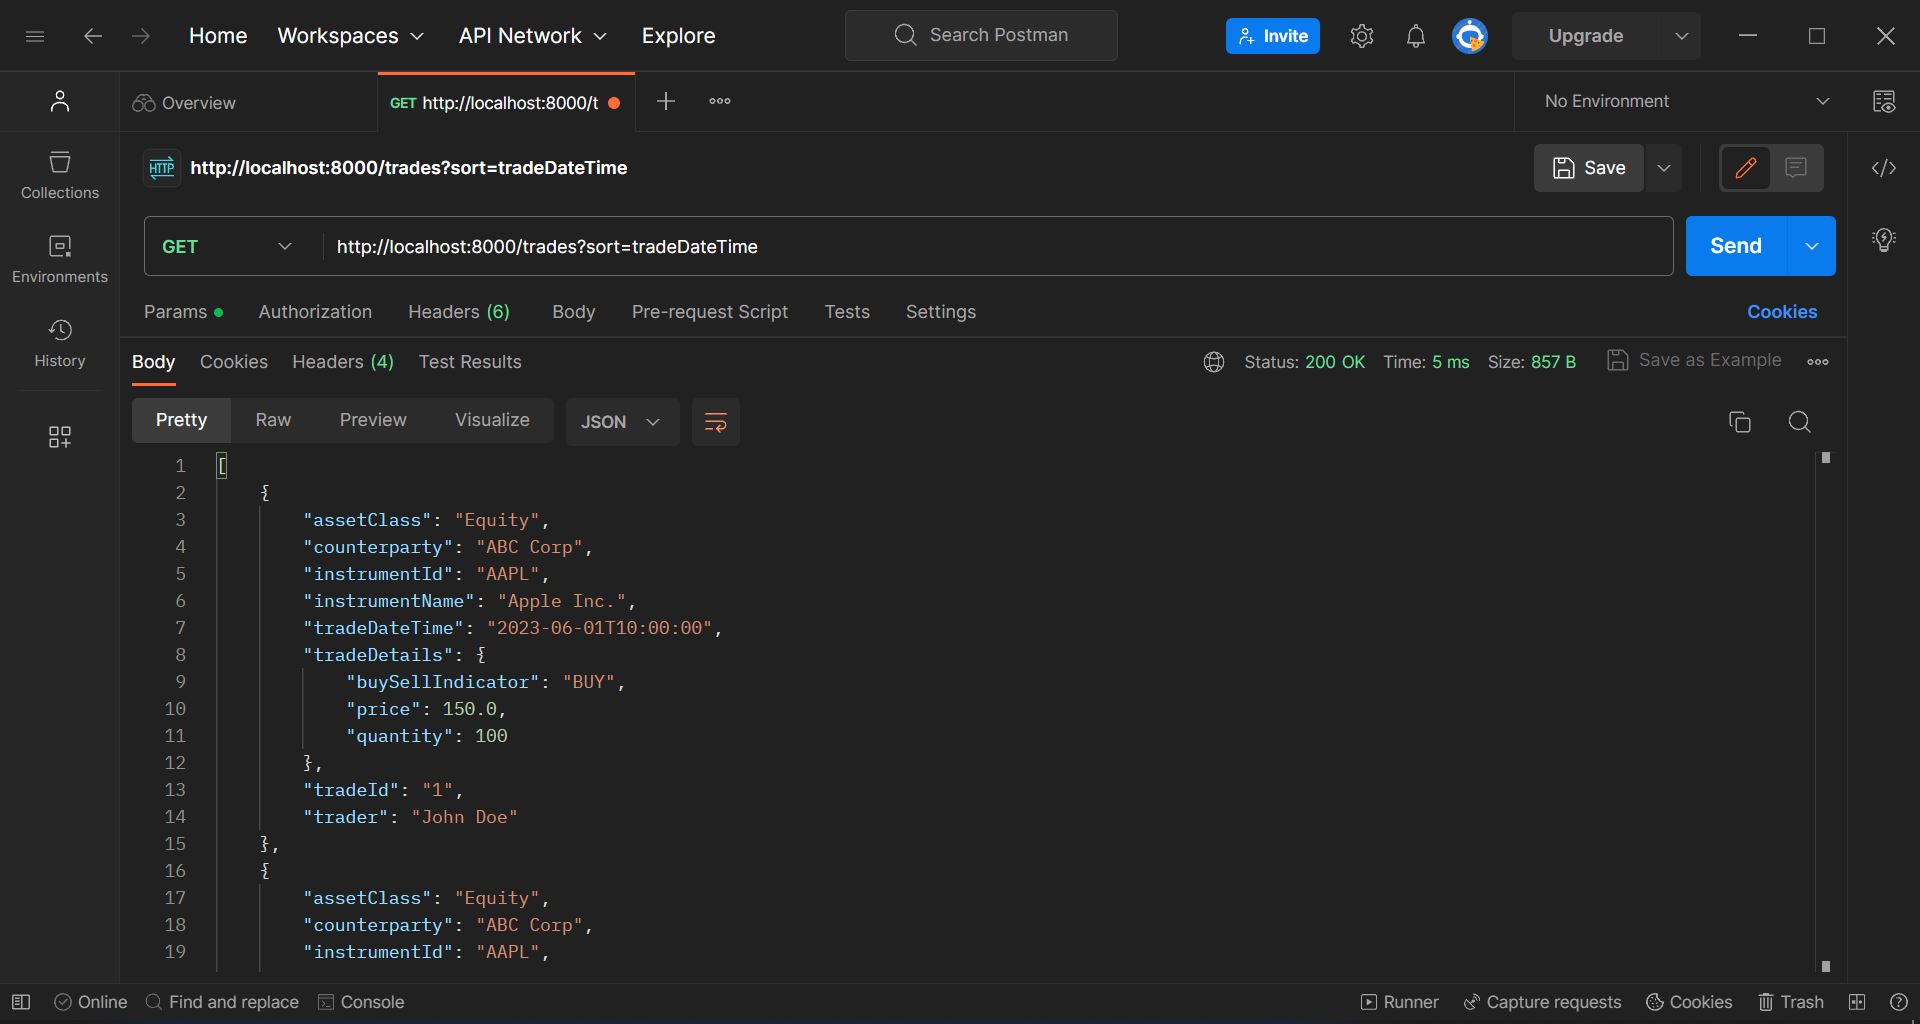 Home Workspaces API Network Explore Search Postman Invite Upgrade
Overview GET http://localhost:8000/t No Environment
HTTP http://localhost:8000/trades?sort=tradeDateTime Save
Collections
GET http://localhost:8000/trades?sort=tradeDateTime Send
Environments
Params Authorization Headers (6) Body Pre-request Script Tests Settings Cookies
History
Body Cookies Headers (4) Test Results Status: 200 OK Time: 5 ms Size: 857 B Save as Example
Pretty Raw Preview Visualize JSON
1 [
2 {
3 "assetClass": "Equity",
4 "counterparty": "ABC Corp",
5 "instrumentId": "AAPL",
6 "instrumentName": "Apple Inc.",
7 "tradeDateTime": "2023-06-01T10:00:00",
8 "tradeDetails": {
9 "buySellIndicator": "BUY",
10 "price": 150.0,
11 "quantity": 100
12 },
13 "tradeId": "1",
14 "trader": "John Doe"
15 },
16 {
17 "assetClass": "Equity",
18 "counterparty": "ABC Corp",
19 "instrumentId": "AAPL",
Online Find and replace Console Runner Capture requests Cookies Trash